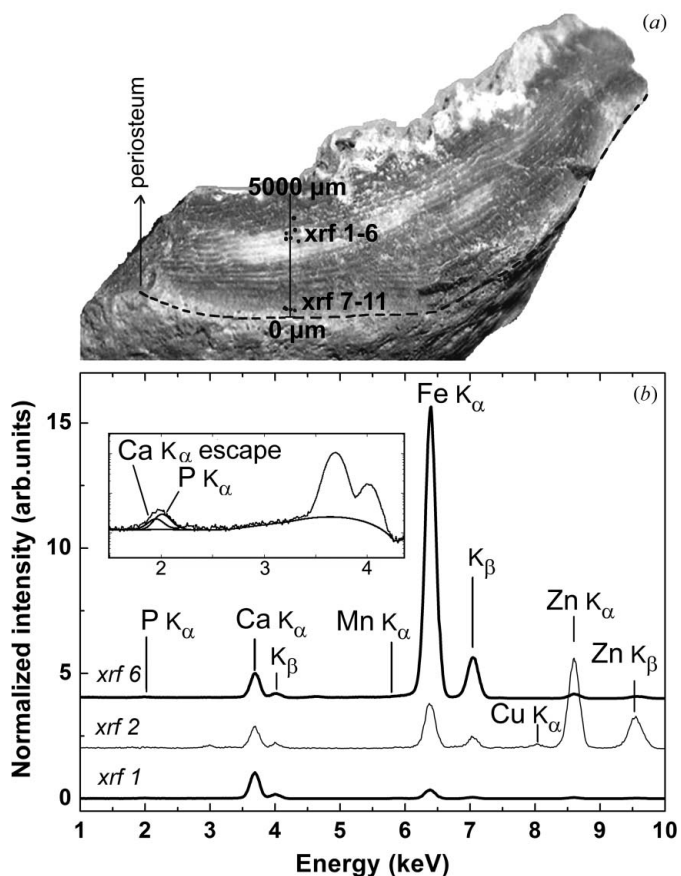 (a)
periosteum
5000 µm
xrf 1-6
xrf 7-11
0 µm
(b)
Fe Kα
15
Ca Kα escape
P Kα
2 3 4
Kβ
Zn Kα
10
P Kα
Ca Kα
Kβ
Mn Kα
Zn Kβ
5
xrf 6
Cu Kα
xrf 2
xrf 1
0
1 2 3 4 5 6 7 8 9 10
Energy (keV)
Normalized intensity (arb.units)